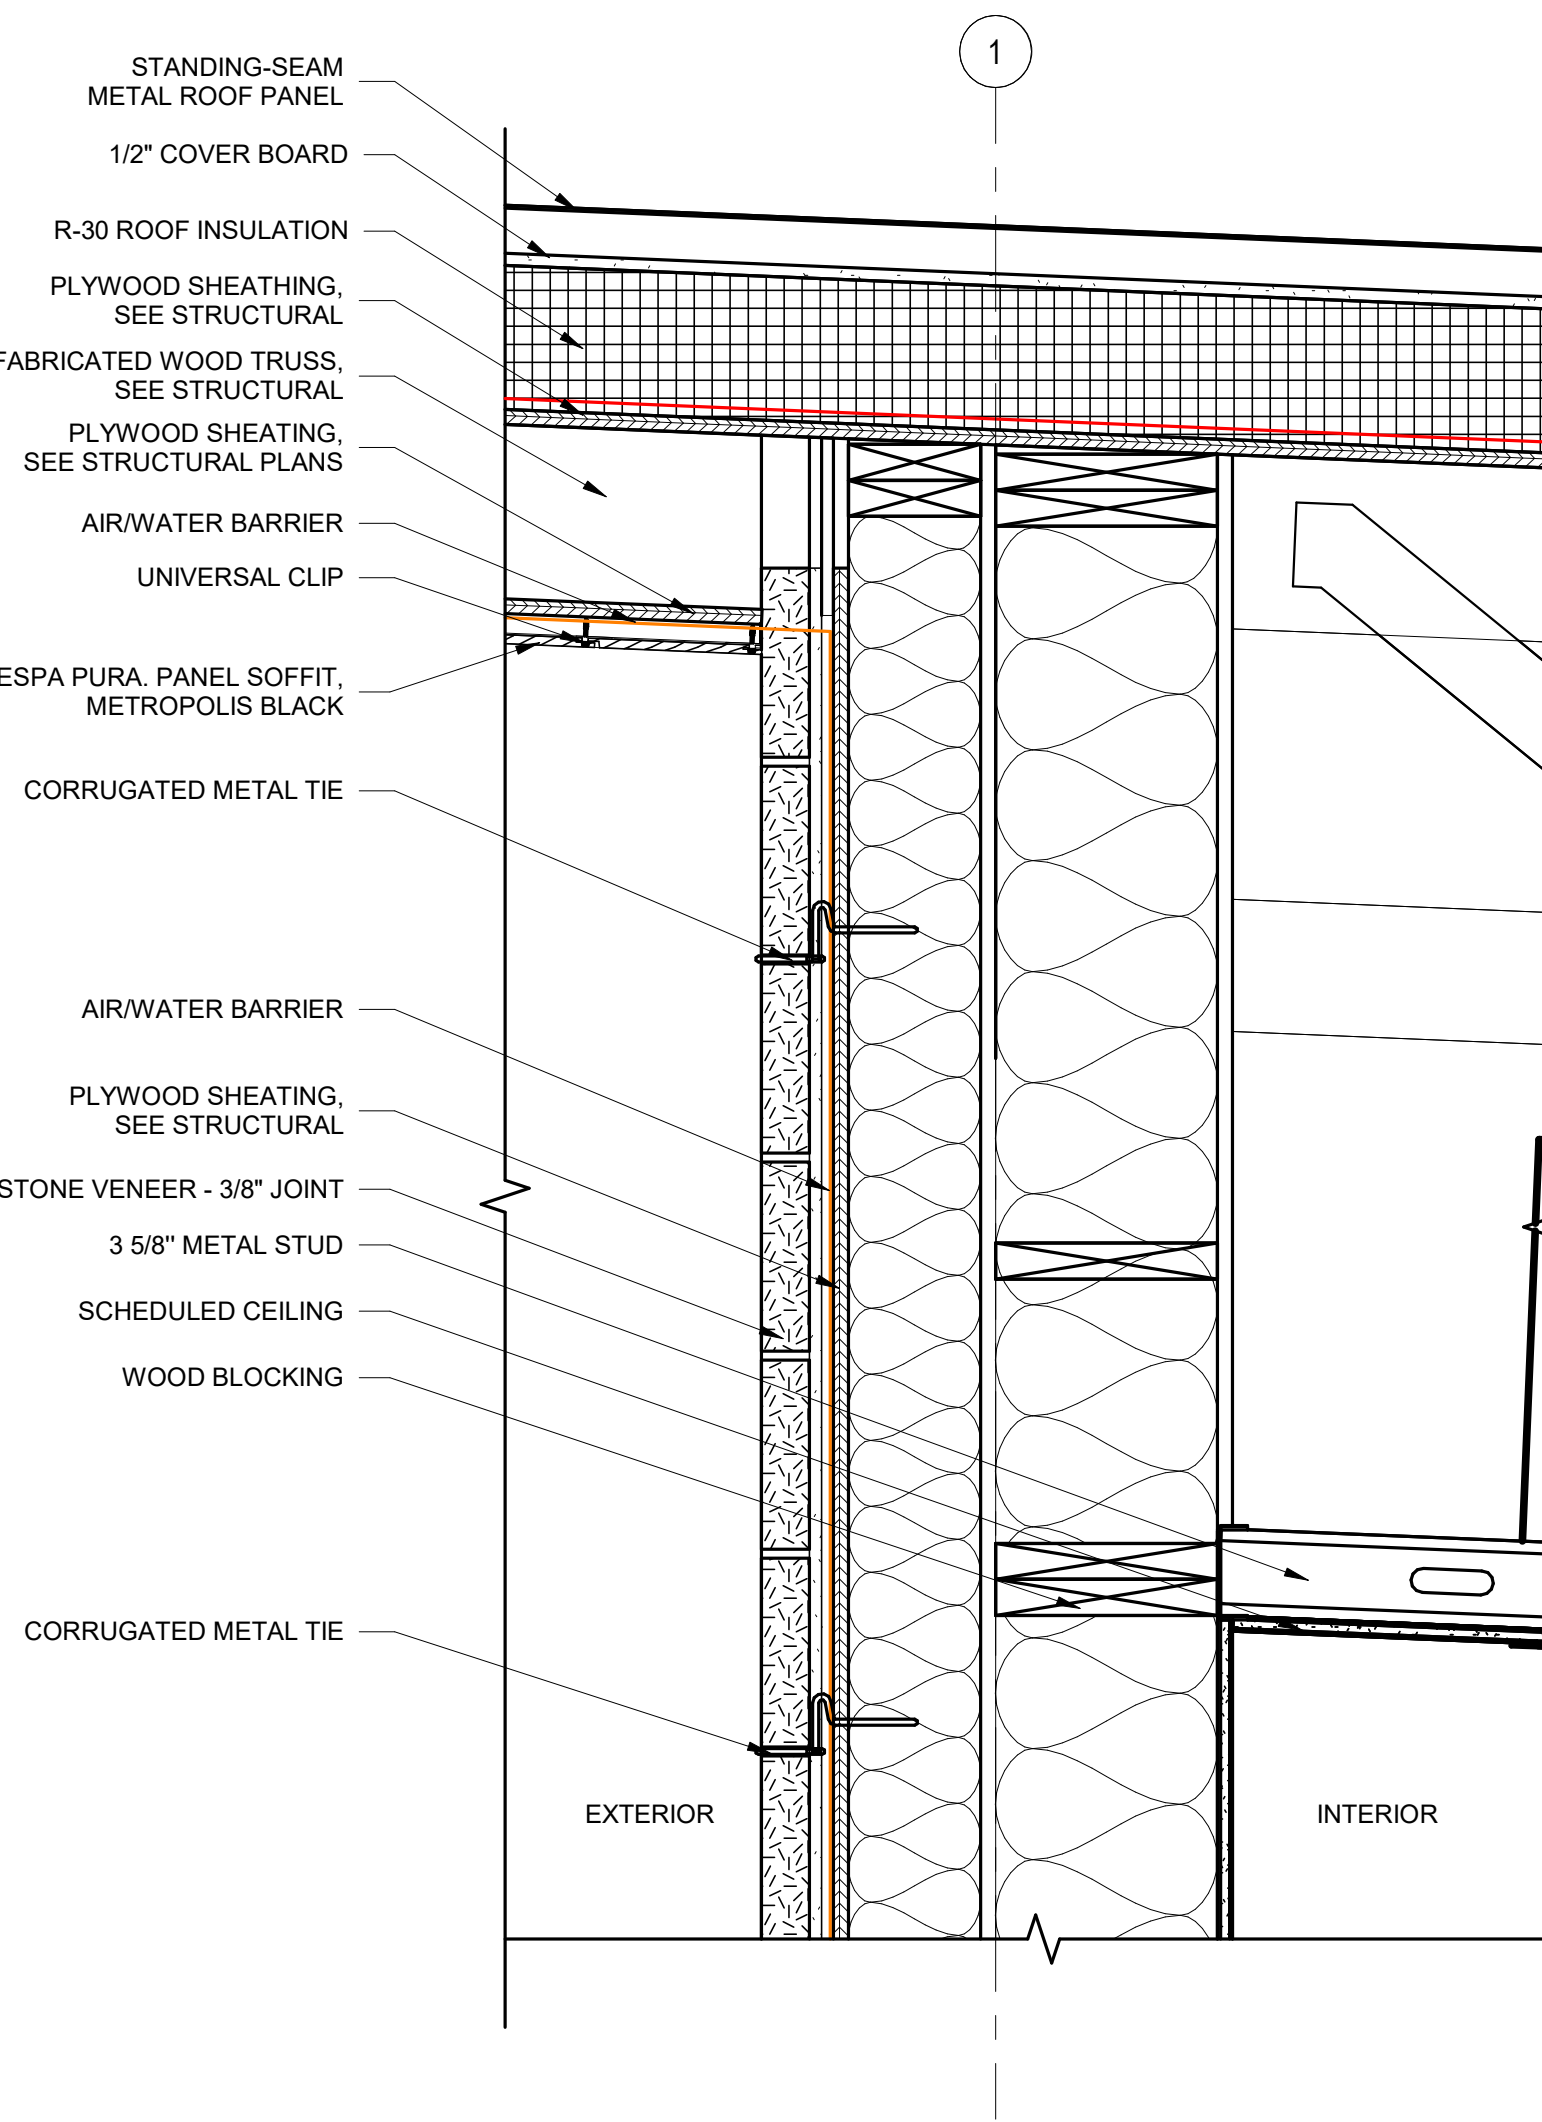 1
STANDING-SEAM
METAL ROOF PANEL
1/2" COVER BOARD
R-30 ROOF INSULATION
PLYWOOD SHEATHING,
SEE STRUCTURAL
FABRICATED WOOD TRUSS,
SEE STRUCTURAL
PLYWOOD SHEATING,
SEE STRUCTURAL PLANS
AIR/WATER BARRIER
UNIVERSAL CLIP
ESPA PURA. PANEL SOFFIT,
METROPOLIS BLACK
CORRUGATED METAL TIE
AIR/WATER BARRIER
PLYWOOD SHEATING,
SEE STRUCTURAL
STONE VENEER - 3/8" JOINT
3 5/8" METAL STUD
SCHEDULED CEILING
WOOD BLOCKING
CORRUGATED METAL TIE
EXTERIOR
INTERIOR